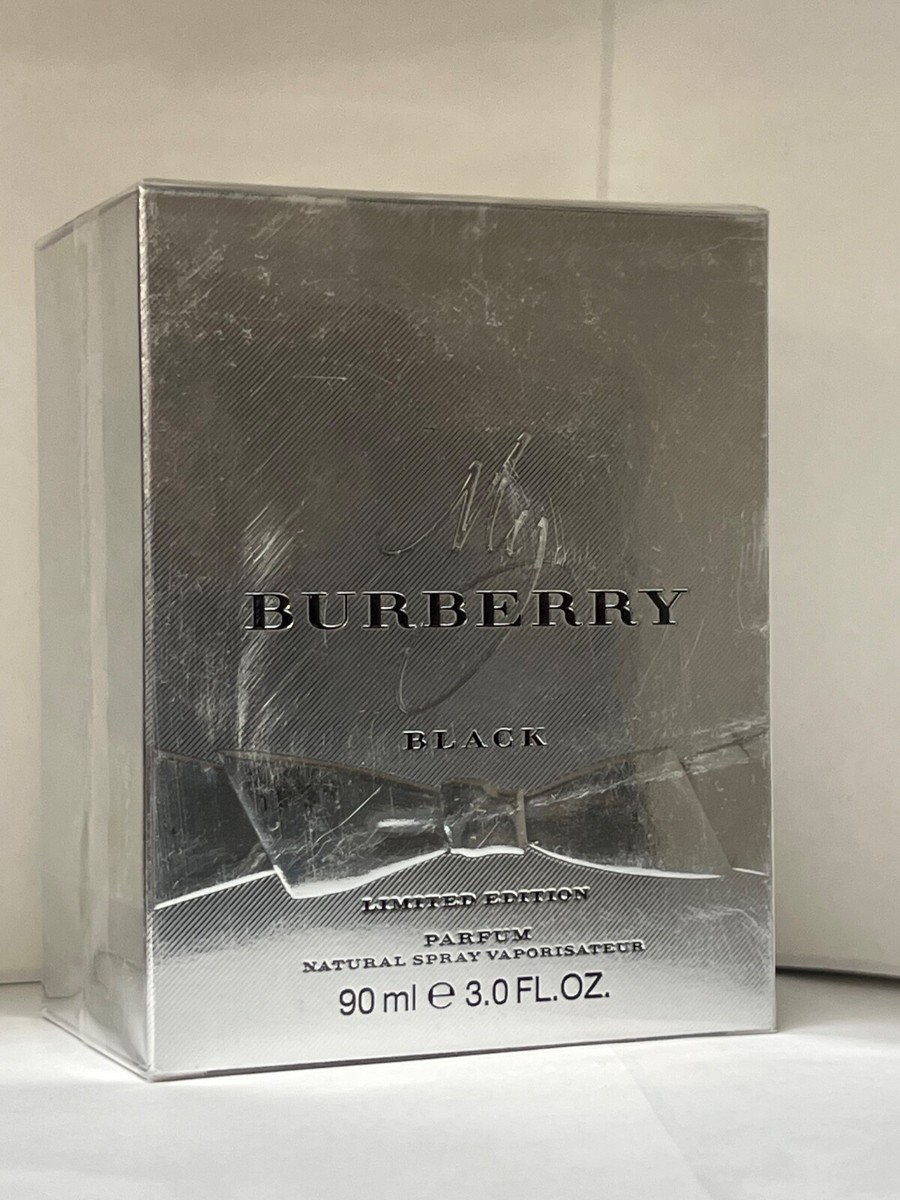 My
BURBERRY
BLACK
LIMITED EDITION
PARFUM
NATURAL SPRAY VAPORISATEUR
90 ml ℮ 3.0 FL.OZ.